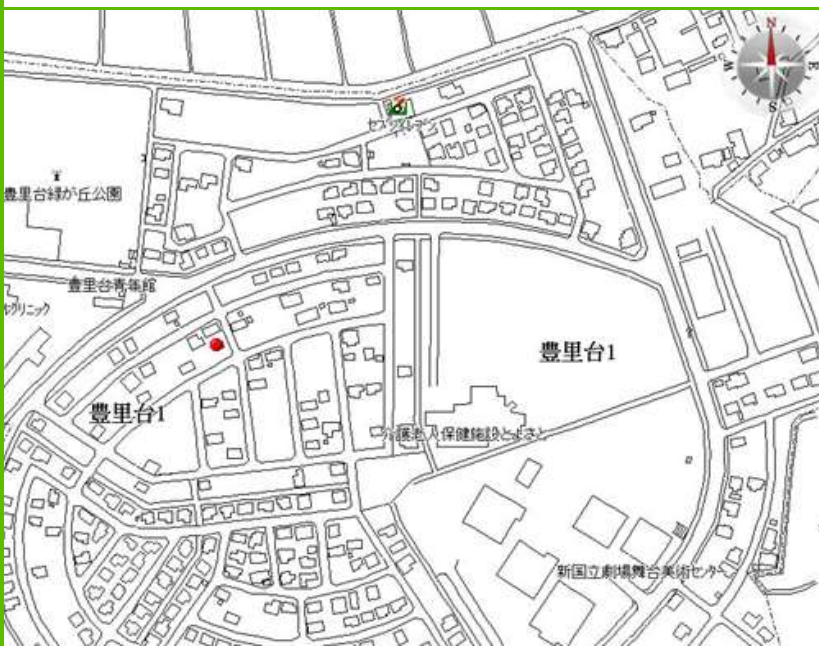 N
W
E
S
セブンイレブン
豊里台緑が丘公園
豊里台青年館
クリニック
豊里台1
豊里台1
介護老人保健施設とよさと
新国立劇場舞台美術センター